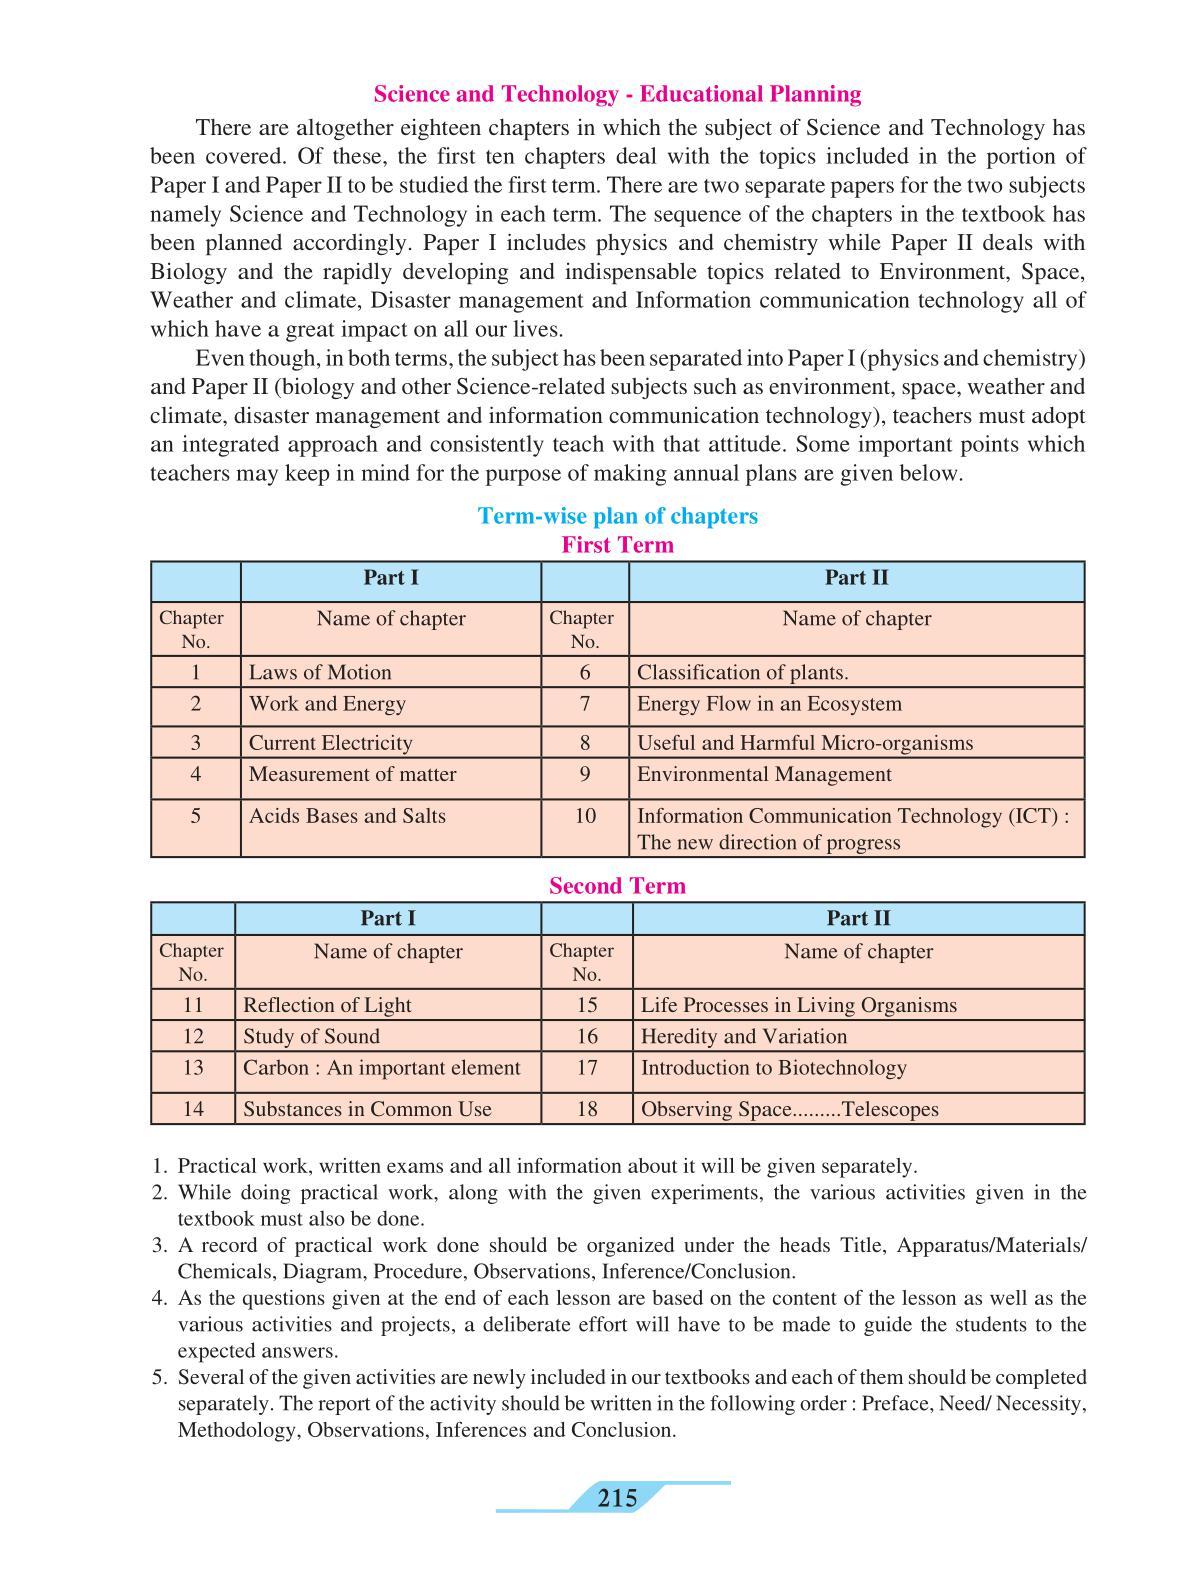 Science and Technology - Educational Planning
There are altogether eighteen chapters in which the subject of Science and Technology has
been covered. Of these, the first ten chapters deal with the topics included in the portion of
Paper I and Paper II to be studied the first term. There are two separate papers for the two subjects
namely Science and Technology in each term. The sequence of the chapters in the textbook has
been planned accordingly. Paper I includes physics and chemistry while Paper II deals with
Biology and the rapidly developing and indispensable topics related to Environment, Space,
Weather and climate, Disaster management and Information communication technology all of
which have a great impact on all our lives.
Even though, in both terms, the subject has been separated into Paper I (physics and chemistry)
and Paper II (biology and other Science-related subjects such as environment, space, weather and
climate, disaster management and information communication technology), teachers must adopt
an integrated approach and consistently teach with that attitude. Some important points which
teachers may keep in mind for the purpose of making annual plans are given below.
Term-wise plan of chapters
First Term
Part I Part II
Chapter No. Name of chapter Chapter No. Name of chapter
1 Laws of Motion 6 Classification of plants.
2 Work and Energy 7 Energy Flow in an Ecosystem
3 Current Electricity 8 Useful and Harmful Micro-organisms
4 Measurement of matter 9 Environmental Management
5 Acids Bases and Salts 10 Information Communication Technology (ICT) :
The new direction of progress
Second Term
Part I Part II
Chapter No. Name of chapter Chapter No. Name of chapter
11 Reflection of Light 15 Life Processes in Living Organisms
12 Study of Sound 16 Heredity and Variation
13 Carbon : An important element 17 Introduction to Biotechnology
14 Substances in Common Use 18 Observing Space.........Telescopes
1. Practical work, written exams and all information about it will be given separately.
2. While doing practical work, along with the given experiments, the various activities given in the
textbook must also be done.
3. A record of practical work done should be organized under the heads Title, Apparatus/Materials/
Chemicals, Diagram, Procedure, Observations, Inference/Conclusion.
4. As the questions given at the end of each lesson are based on the content of the lesson as well as the
various activities and projects, a deliberate effort will have to be made to guide the students to the
expected answers.
5. Several of the given activities are newly included in our textbooks and each of them should be completed
separately. The report of the activity should be written in the following order : Preface, Need/ Necessity,
Methodology, Observations, Inferences and Conclusion.
215